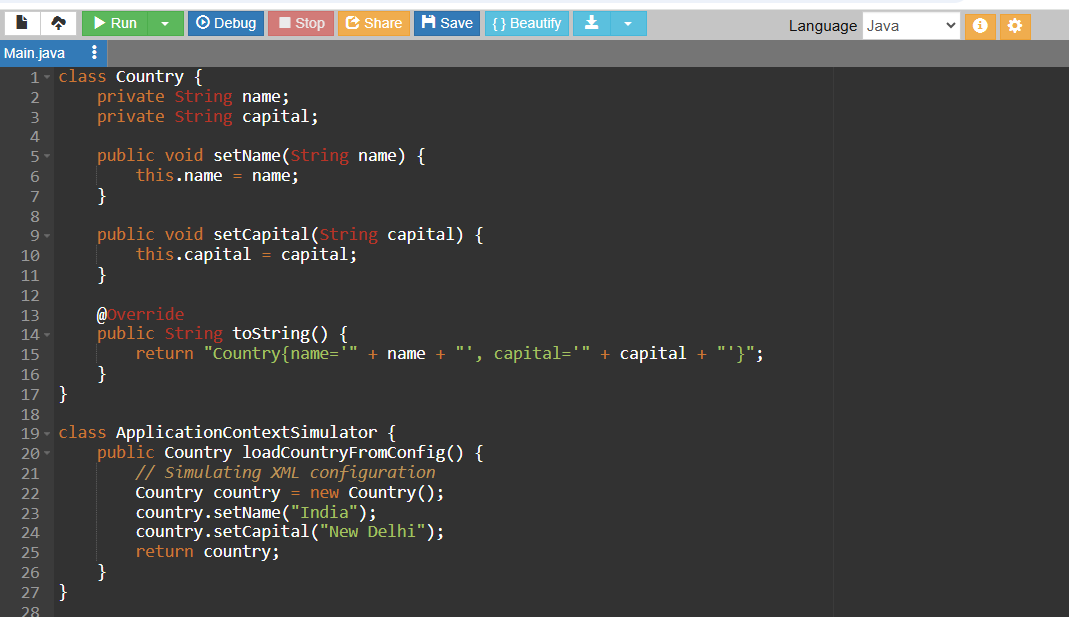 Run Debug Stop Share Save { } Beautify Language Java
Main.java
1 class Country {
2     private String name;
3     private String capital;
4
5     public void setName(String name) {
6         this.name = name;
7     }
8
9     public void setCapital(String capital) {
10         this.capital = capital;
11     }
12
13     @Override
14     public String toString() {
15         return "Country{name='" + name + "', capital='" + capital + "'}";
16     }
17 }
18
19 class ApplicationContextSimulator {
20     public Country loadCountryFromConfig() {
21         // Simulating XML configuration
22         Country country = new Country();
23         country.setName("India");
24         country.setCapital("New Delhi");
25         return country;
26     }
27 }
28